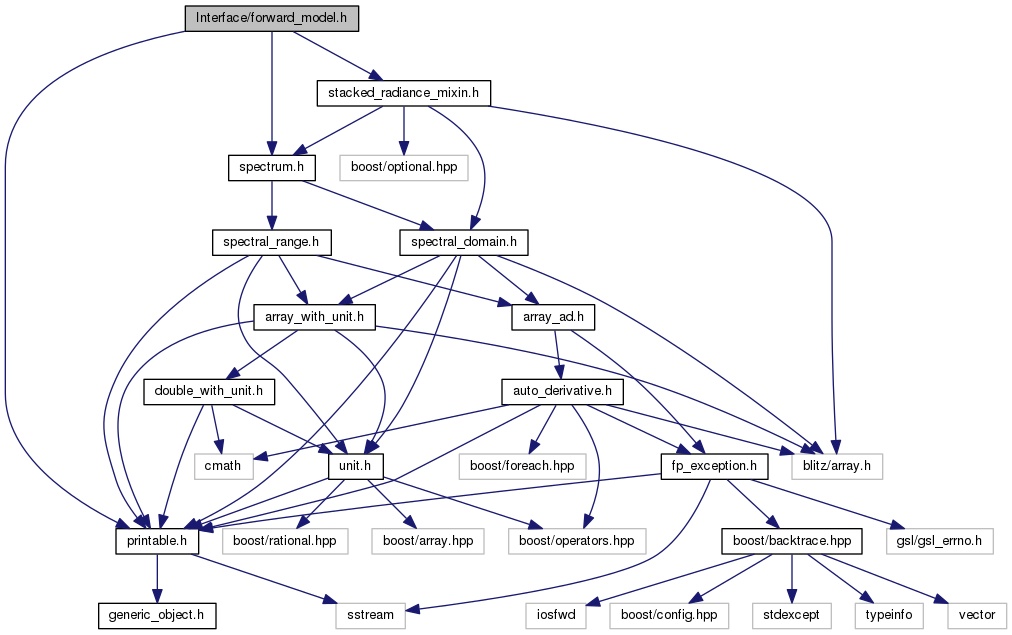 Interface/forward_model.h
stacked_radiance_mixin.h
spectrum.h
boost/optional.hpp
spectral_range.h
spectral_domain.h
array_with_unit.h
array_ad.h
double_with_unit.h
auto_derivative.h
cmath
unit.h
boost/foreach.hpp
fp_exception.h
blitz/array.h
printable.h
boost/rational.hpp
boost/array.hpp
boost/operators.hpp
boost/backtrace.hpp
gsl/gsl_errno.h
generic_object.h
sstream
iosfwd
boost/config.hpp
stdexcept
typeinfo
vector